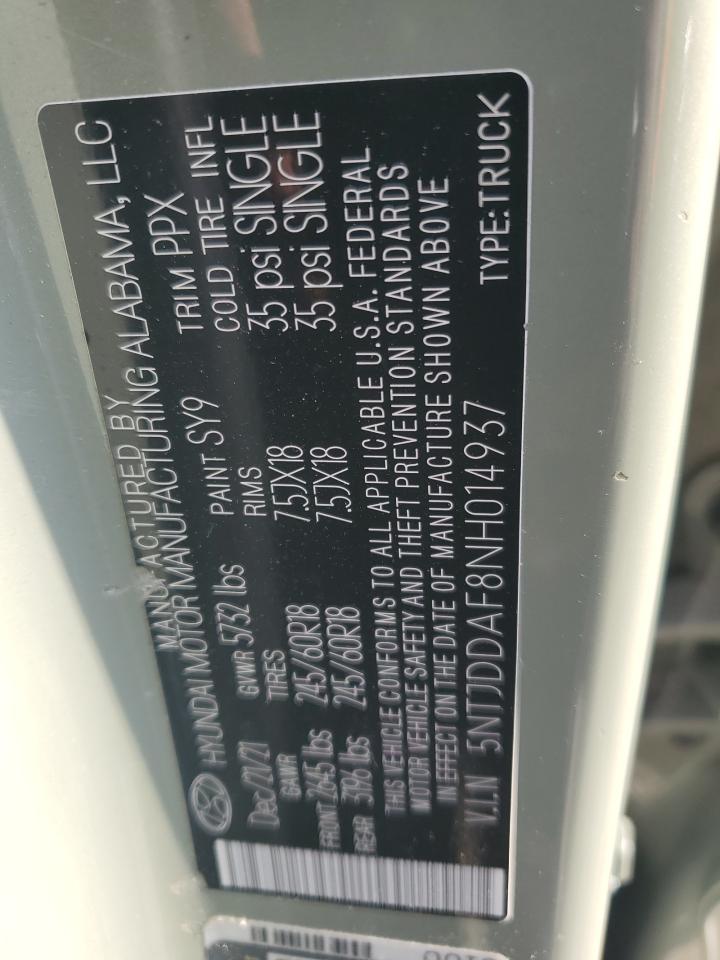 MANUFACTURED BY
HYUNDAI MOTOR MANUFACTURING ALABAMA, LLC
Dec/21/21 GVWR 5732 lbs PAINT SY9 TRIM PPX
GAWR TIRES RIMS COLD TIRE INFL
FRONT 2645 lbs 245/60R18 7.5JX18 35 psi SINGLE
REAR 3196 lbs 245/60R18 7.5JX18 35 psi SINGLE
THIS VEHICLE CONFORMS TO ALL APPLICABLE U.S.A. FEDERAL
MOTOR VEHICLE SAFETY AND THEFT PREVENTION STANDARDS
IN EFFECT ON THE DATE OF MANUFACTURE SHOWN ABOVE
V.I.N 5NTJDDAF8NH014937 TYPE:TRUCK